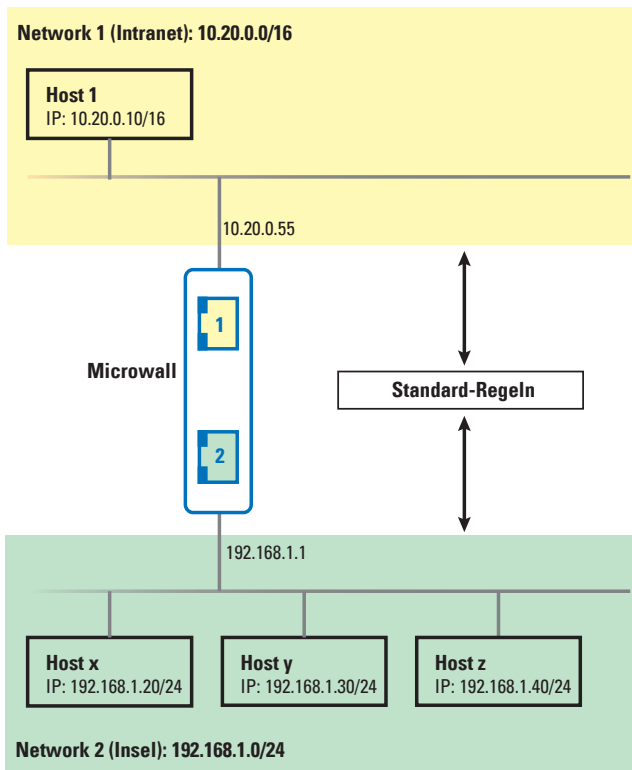 Network 1 (Intranet): 10.20.0.0/16
Host 1
IP: 10.20.0.10/16
10.20.0.55
1
Microwall
Standard-Regeln
2
192.168.1.1
Host x
IP: 192.168.1.20/24
Host y
IP: 192.168.1.30/24
Host z
IP: 192.168.1.40/24
Network 2 (Insel): 192.168.1.0/24